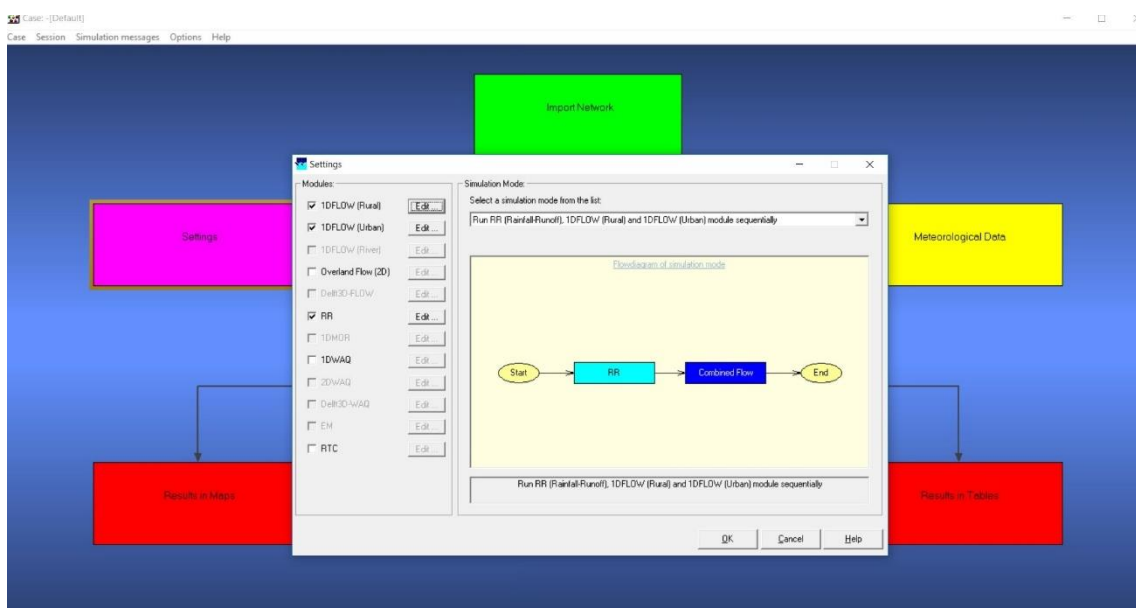 Case: -[Default]
Case Session Simulation messages Options Help
Import Network
Settings
Modules:
1DFLOW (Rural) Edit ...
1DFLOW (Urban) Edit ...
1DFLOW (River) Edit ...
Overland Flow (2D) Edit ...
Delft3D-FLOW Edit ...
RR Edit ...
1DMOR Edit ...
1DWAQ Edit ...
2DWAQ Edit ...
Delft3D-WAQ Edit ...
EM Edit ...
RTC Edit ...
Simulation Mode:
Select a simulation mode from the list:
Run RR (Rainfall-Runoff), 1DFLOW (Rural) and 1DFLOW (Urban) module sequentially
Flowdiagram of simulation mode
Start RR Combined Flow End
Run RR (Rainfall-Runoff), 1DFLOW (Rural) and 1DFLOW (Urban) module sequentially
OK Cancel Help
Settings
Meteorological Data
Results in Maps
Results in Tables